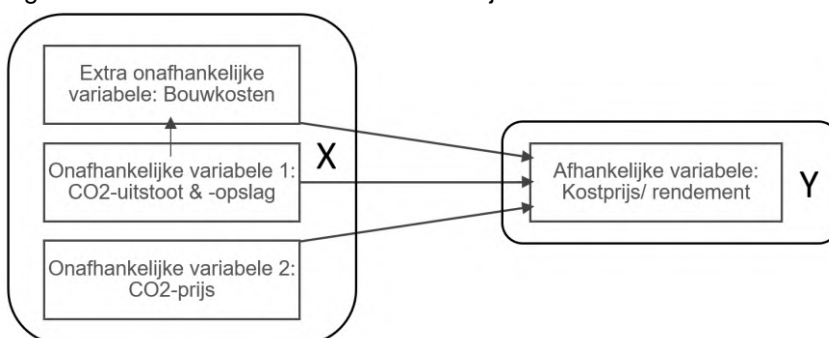 Extra onafhankelijke
variabele: Bouwkosten
Onafhankelijke variabele 1:
CO2-uitstoot & -opslag
X
Onafhankelijke variabele 2:
CO2-prijs
Afhankelijke variabele:
Kostprijs/ rendement
Y